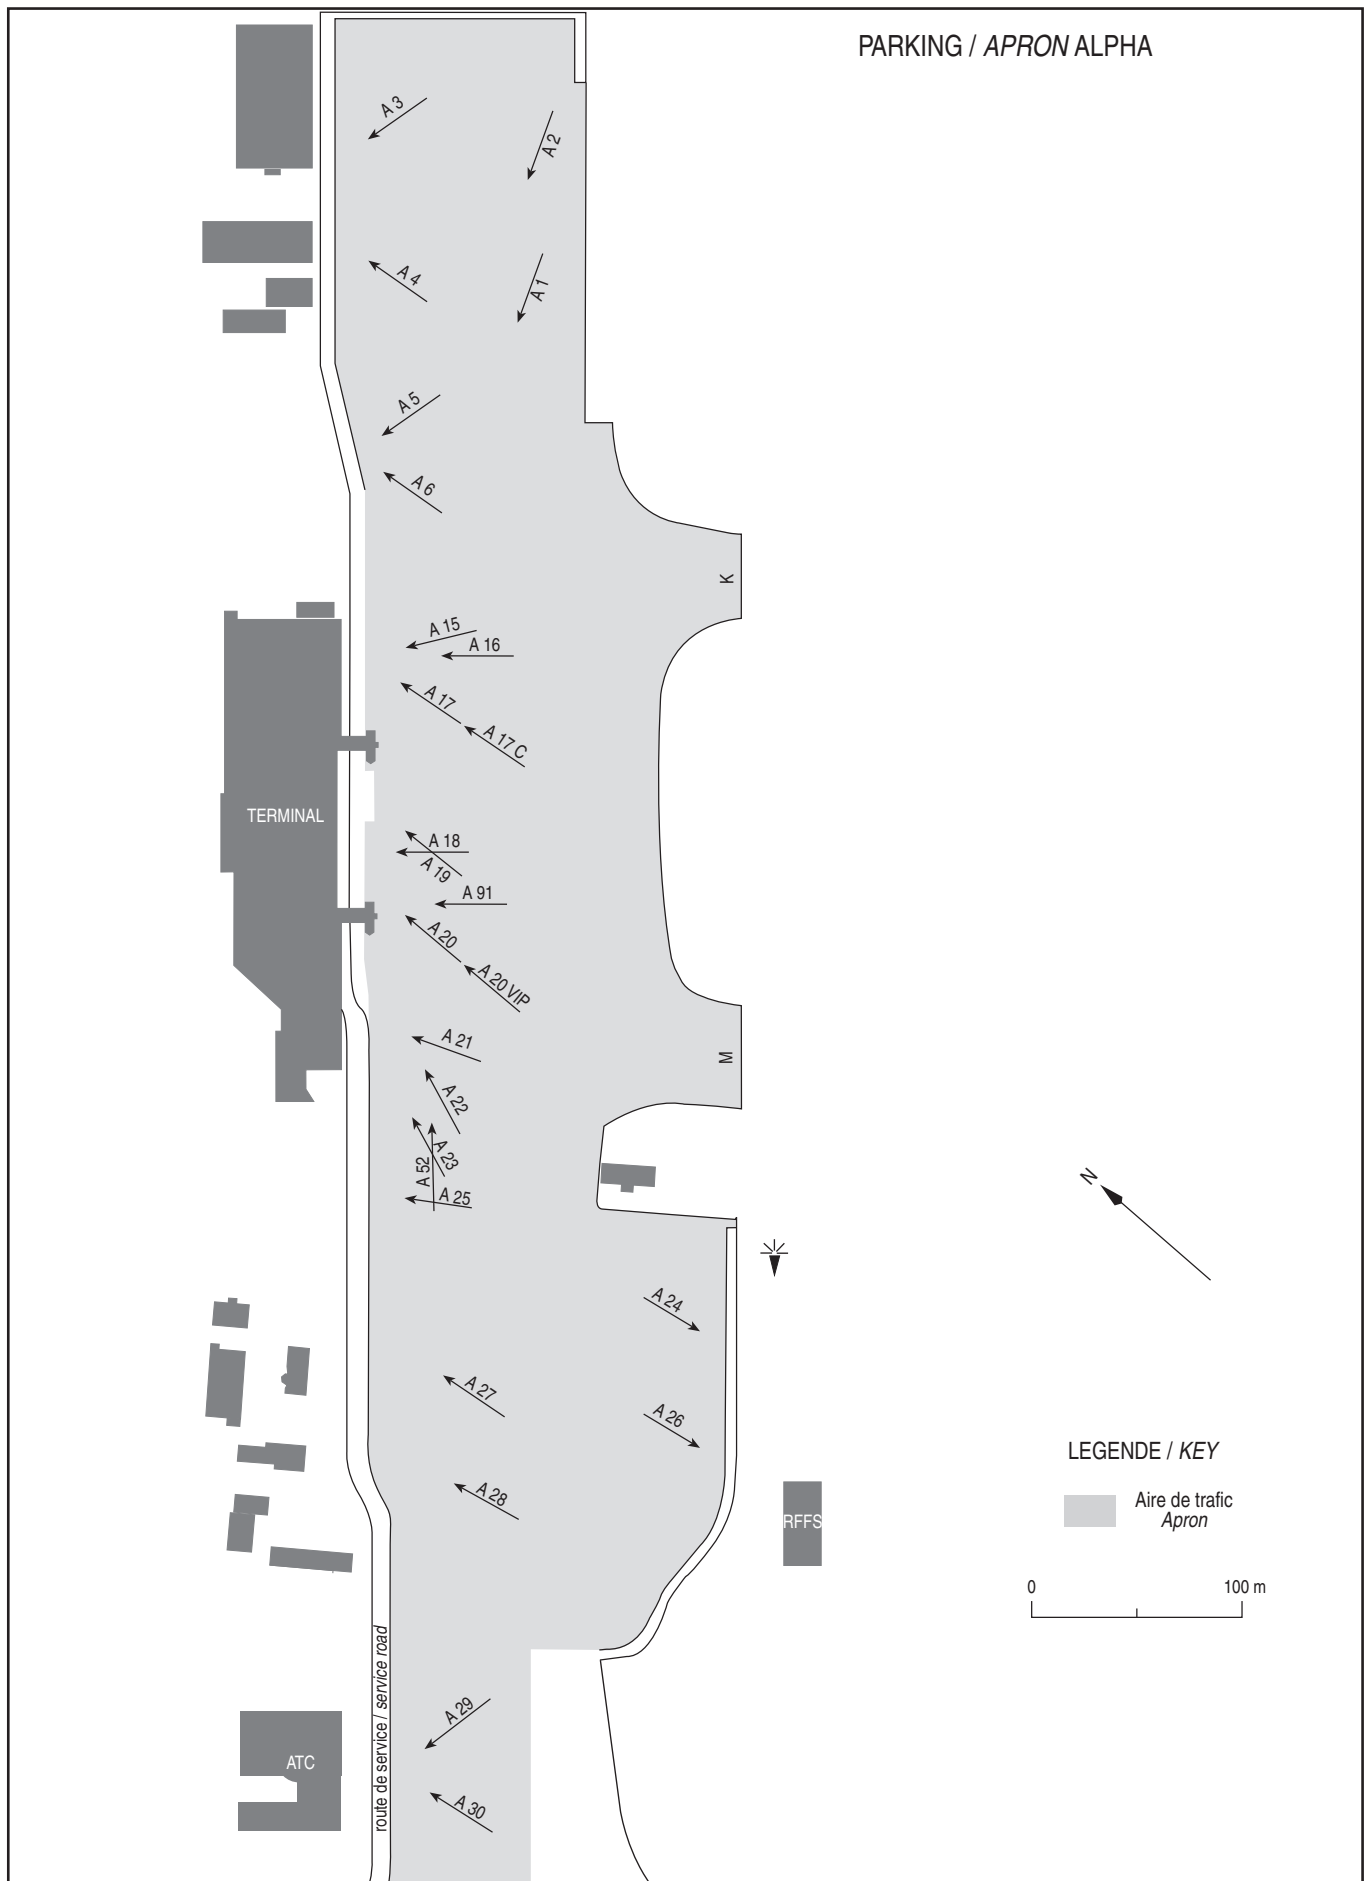 PARKING / APRON ALPHA
A 3
A 2
A 4
A 1
A 5
A 6
K
A 15
A 16
A 17
A 17 C
TERMINAL
A 18
A 19
A 91
A 20
A 20 VIP
A 21
M
A 22
A 23
A 52
A 25
N
A 24
A 27
A 26
LEGENDE / KEY
A 28
Aire de trafic
Apron
RFFS
0 100 m
route de service / service road
A 29
ATC
A 30